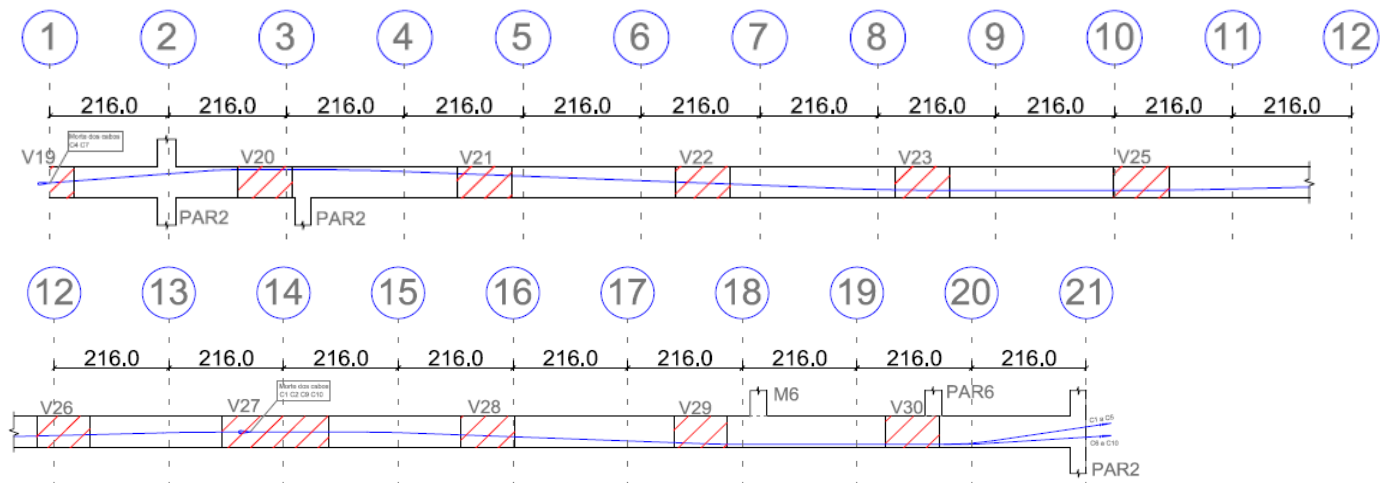 1 2 3 4 5 6 7 8 9 10 11 12
216.0 216.0 216.0 216.0 216.0 216.0 216.0 216.0 216.0 216.0 216.0
Morte dos cabos
C4 C7
V19 V20 V21 V22 V23 V25
PAR2 PAR2
12 13 14 15 16 17 18 19 20 21
216.0 216.0 216.0 216.0 216.0 216.0 216.0 216.0 216.0
Morte dos cabos
C1 C2 C9 C10
M6 PAR6
V26 V27 V28 V29 V30
C1 a C5
C6 a C10
PAR2